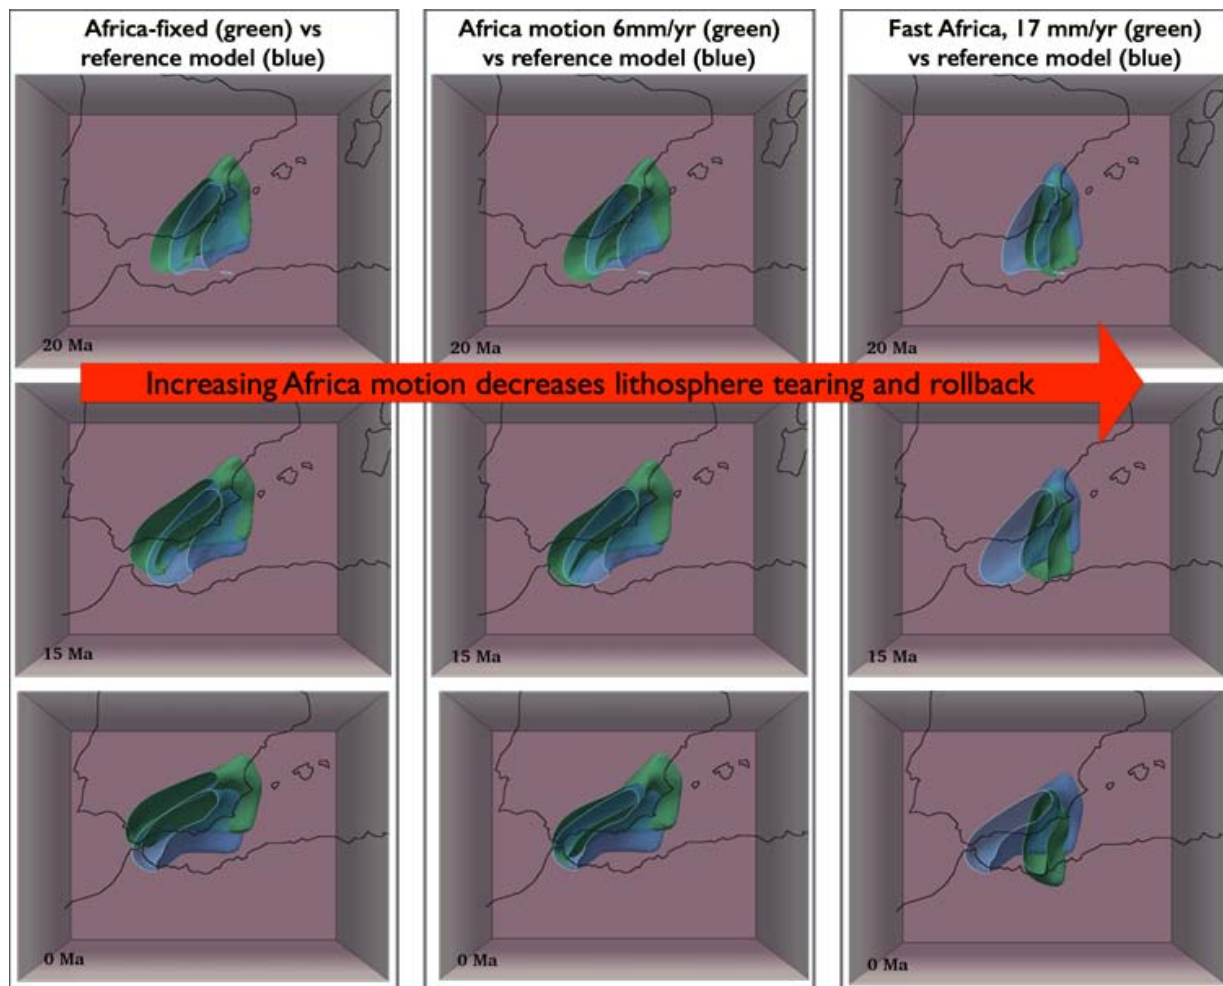 Africa-fixed (green) vs
reference model (blue)
Africa motion 6mm/yr (green)
vs reference model (blue)
Fast Africa, 17 mm/yr (green)
vs reference model (blue)
20 Ma
20 Ma
20 Ma
Increasing Africa motion decreases lithosphere tearing and rollback
15 Ma
15 Ma
15 Ma
0 Ma
0 Ma
0 Ma